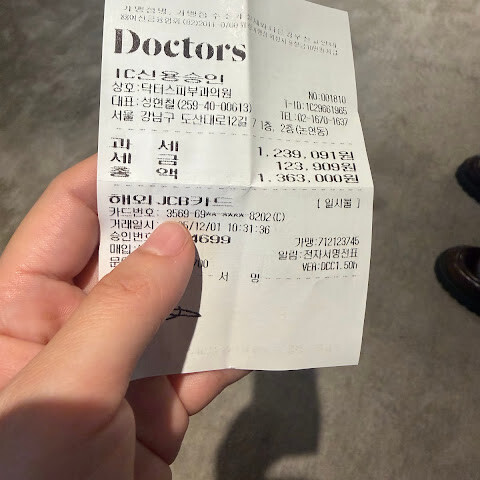 Doctors
IC신용승인
NO:001810
상호:닥터스피부과의원
대표:성현철(259-40-00613)
TEL:02-1670-1637
서울 강남구 도산대로12길 7 1층, 2층(논현동)
과 세 1,239,091원
세 금 123,909원
총 액 1,363,000원
해외 JCB카드 [일시불]
카드번호: 3569-69** **** 8202(C)
거래일시 /12/01 10:31:36
승인번호 4699 가맹:712123745
매입 알림:전자서명전표
VER:DCC1.50h
서 명